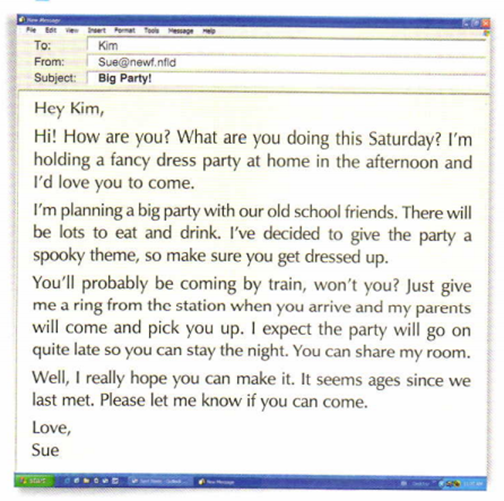 New Message
File Edit View Insert Format Tools Message Help
To: Kim
From: Sue@newf.nfld
Subject: Big Party!
Hey Kim,
Hi! How are you? What are you doing this Saturday? I'm
holding a fancy dress party at home in the afternoon and
I'd love you to come.
I'm planning a big party with our old school friends. There will
be lots to eat and drink. I've decided to give the party a
spooky theme, so make sure you get dressed up.
You'll probably be coming by train, won't you? Just give
me a ring from the station when you arrive and my parents
will come and pick you up. I expect the party will go on
quite late so you can stay the night. You can share my room.
Well, I really hope you can make it. It seems ages since we
last met. Please let me know if you can come.
Love,
Sue
start
New Message